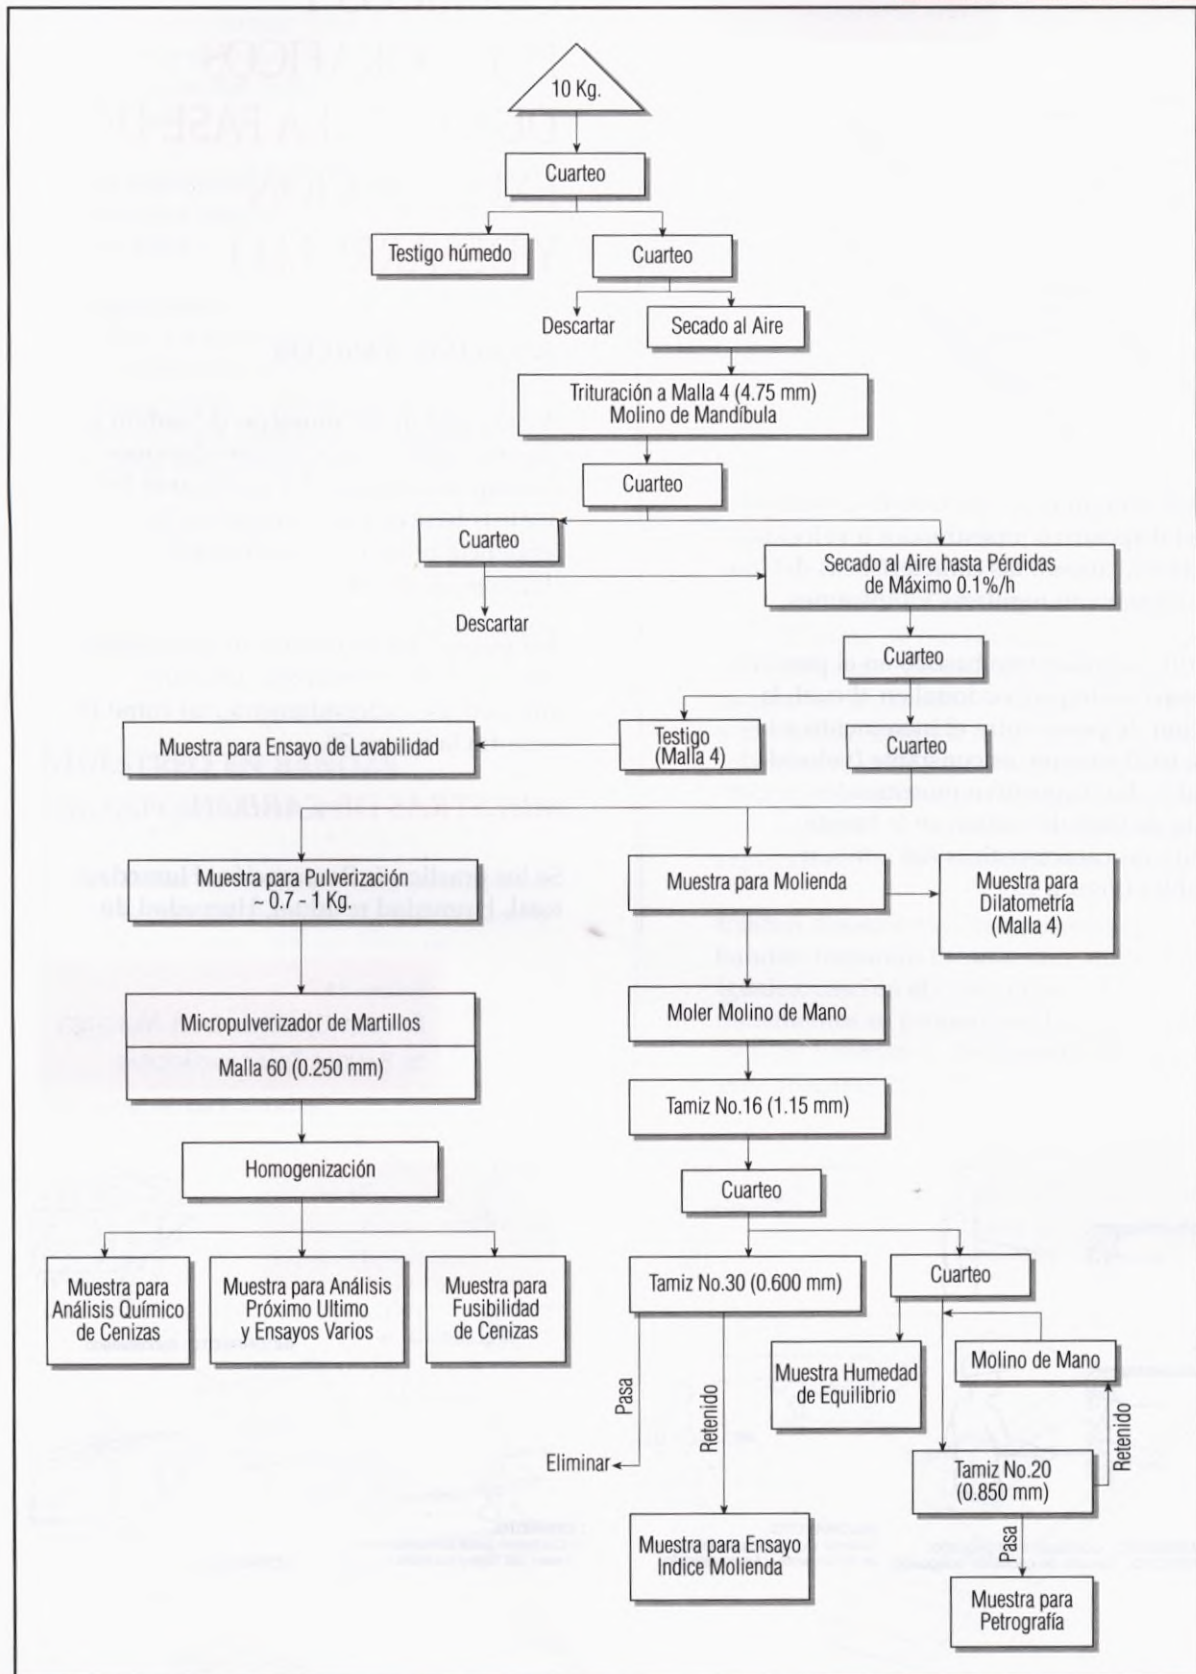 10 Kg.
Cuarteo
Testigo húmedo
Cuarteo
Descartar
Secado al Aire
Trituración a Malla 4 (4.75 mm)
Molino de Mandíbula
Cuarteo
Cuarteo
Secado al Aire hasta Pérdidas
de Máximo 0.1%/h
Descartar
Cuarteo
Muestra para Ensayo de Lavabilidad
Testigo
(Malla 4)
Cuarteo
Muestra para Pulverización
~ 0.7 - 1 Kg.
Muestra para Molienda
Muestra para
Dilatometría
(Malla 4)
Micropulverizador de Martillos
Malla 60 (0.250 mm)
Moler Molino de Mano
Tamiz No.16 (1.15 mm)
Homogenización
Cuarteo
Muestra para
Análisis Químico
de Cenizas
Muestra para Análisis
Próximo Ultimo
y Ensayos Varios
Muestra para
Fusibilidad
de Cenizas
Tamiz No.30 (0.600 mm)
Cuarteo
Pasa
Retenido
Muestra Humedad
de Equilibrio
Molino de Mano
Retenido
Eliminar
Tamiz No.20
(0.850 mm)
Muestra para Ensayo
Indice Molienda
Pasa
Muestra para
Petrografía